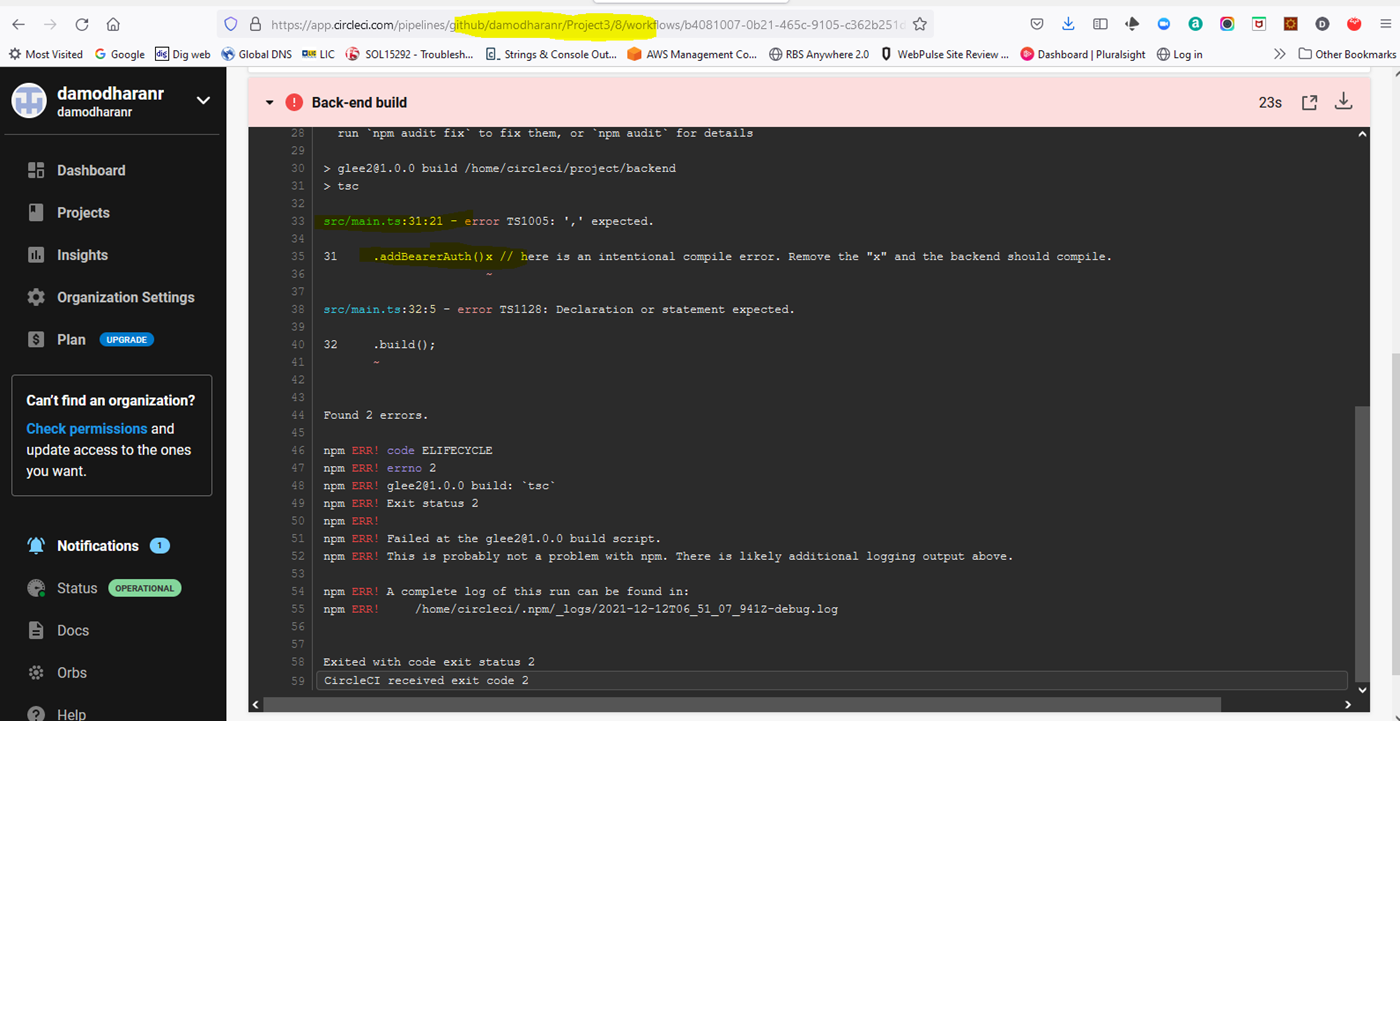 https://app.circleci.com/pipelines/github/damodharanr/Project3/8/workflows/b4081007-0b21-465c-9105-c362b251d
Most Visited Google Dig web Global DNS LIC SOL15292 - Troublesh... Strings & Console Out... AWS Management Co... RBS Anywhere 2.0 WebPulse Site Review ... Dashboard | Pluralsight Log in Other Bookmarks
damodharanr
damodharanr
Dashboard
Projects
Insights
Organization Settings
Plan UPGRADE
Can't find an organization?
Check permissions and
update access to the ones
you want.
Notifications 1
Status OPERATIONAL
Docs
Orbs
Help
Back-end build 23s
28 run `npm audit fix` to fix them, or `npm audit` for details
29
30 > glee2@1.0.0 build /home/circleci/project/backend
31 > tsc
32
33 src/main.ts:31:21 - error TS1005: ',' expected.
34
35 31 .addBearerAuth()x // here is an intentional compile error. Remove the "x" and the backend should compile.
36 ~
37
38 src/main.ts:32:5 - error TS1128: Declaration or statement expected.
39
40 32 .build();
41 ~
42
43
44 Found 2 errors.
45
46 npm ERR! code ELIFECYCLE
47 npm ERR! errno 2
48 npm ERR! glee2@1.0.0 build: `tsc`
49 npm ERR! Exit status 2
50 npm ERR!
51 npm ERR! Failed at the glee2@1.0.0 build script.
52 npm ERR! This is probably not a problem with npm. There is likely additional logging output above.
53
54 npm ERR! A complete log of this run can be found in:
55 npm ERR! /home/circleci/.npm/_logs/2021-12-12T06_51_07_941Z-debug.log
56
57
58 Exited with code exit status 2
59 CircleCI received exit code 2